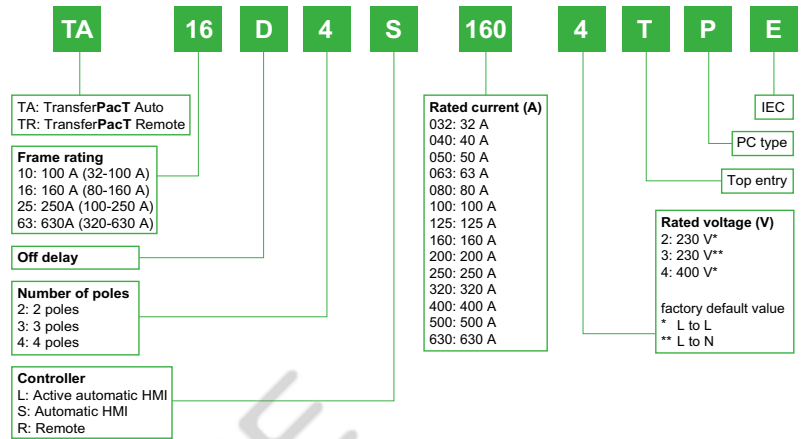 TA 16 D 4 S 160 4 T P E
TA: TransferPacT Auto
TR: TransferPacT Remote
Frame rating
10: 100 A (32-100 A)
16: 160 A (80-160 A)
25: 250A (100-250 A)
63: 630A (320-630 A)
Off delay
Number of poles
2: 2 poles
3: 3 poles
4: 4 poles
Controller
L: Active automatic HMI
S: Automatic HMI
R: Remote
Rated current (A)
032: 32 A
040: 40 A
050: 50 A
063: 63 A
080: 80 A
100: 100 A
125: 125 A
160: 160 A
200: 200 A
250: 250 A
320: 320 A
400: 400 A
500: 500 A
630: 630 A
IEC
PC type
Top entry
Rated voltage (V)
2: 230 V*
3: 230 V**
4: 400 V*
factory default value
* L to L
** L to N